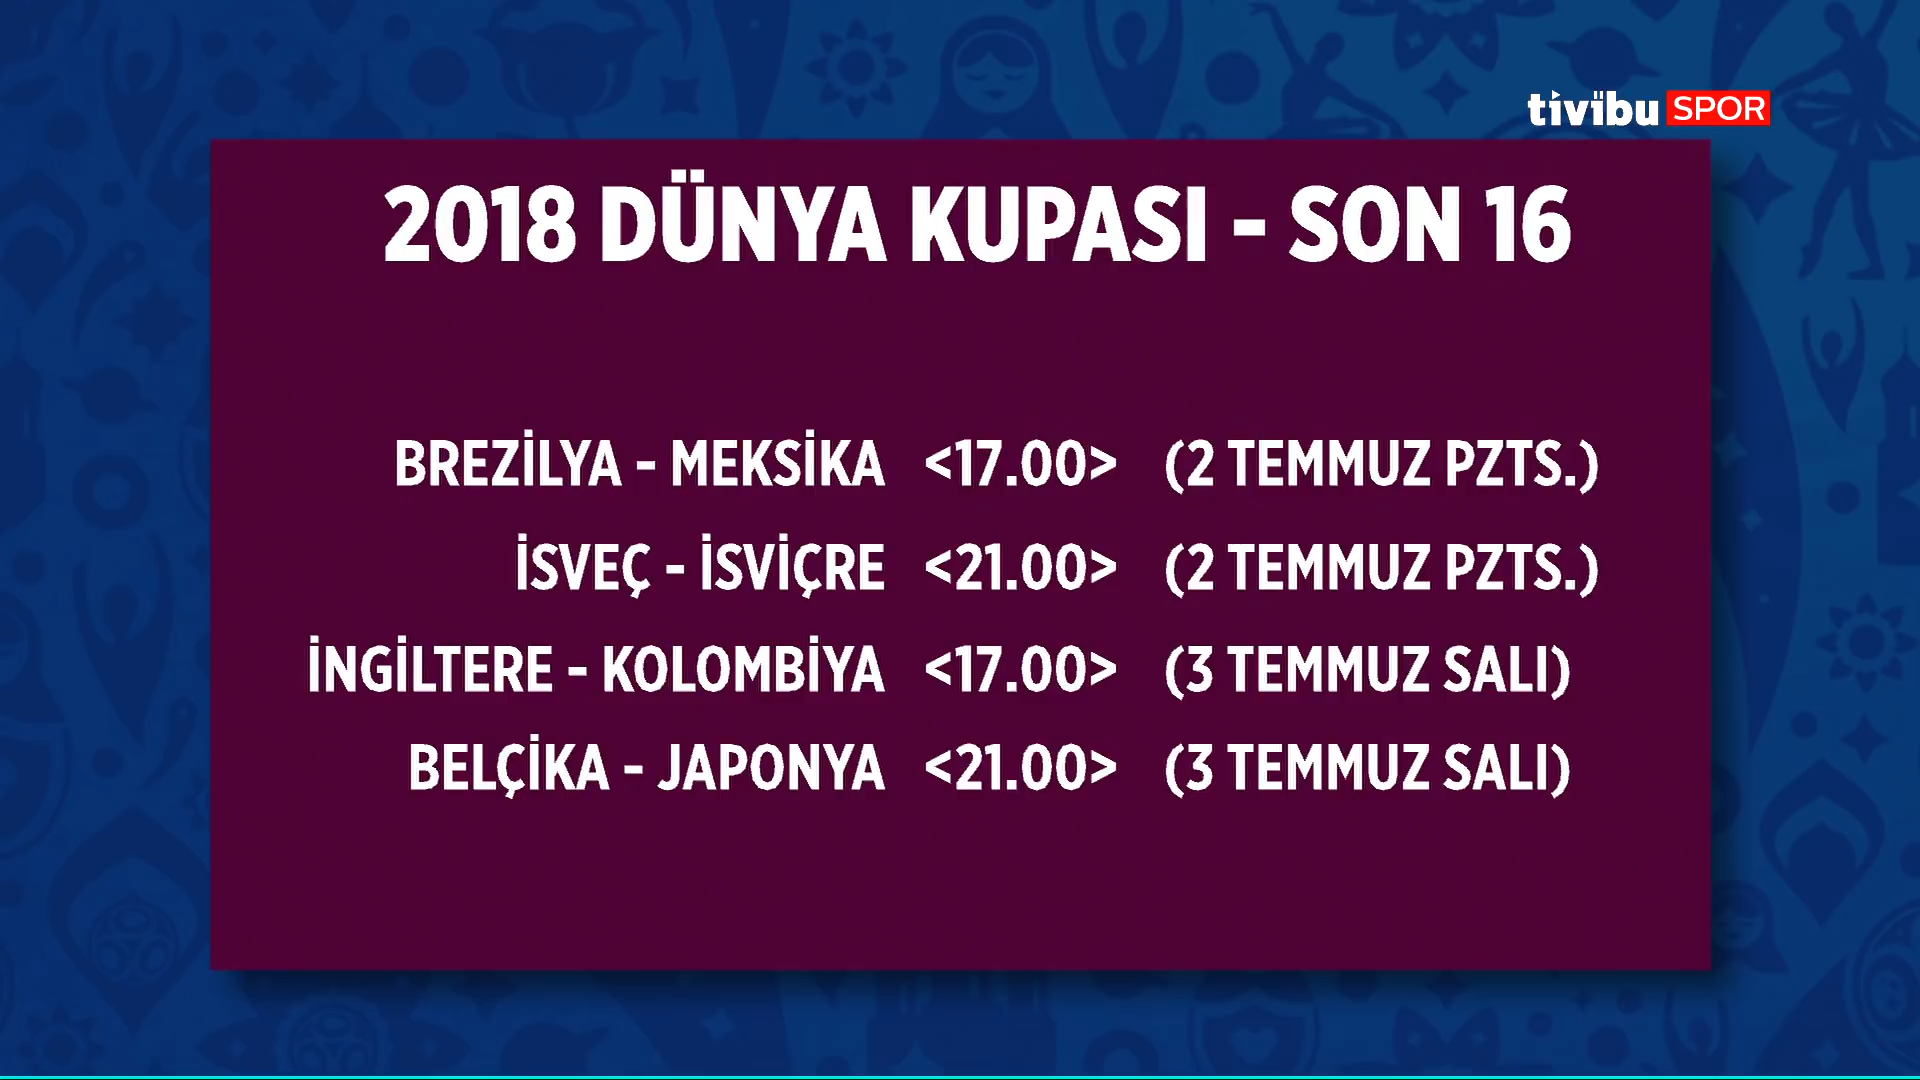 tivibu SPOR
2018 DÜNYA KUPASI - SON 16
BREZİLYA - MEKSİKA <17.00> (2 TEMMUZ PZTS.)
İSVEÇ - İSVİÇRE <21.00> (2 TEMMUZ PZTS.)
İNGİLTERE - KOLOMBİYA <17.00> (3 TEMMUZ SALI)
BELÇİKA - JAPONYA <21.00> (3 TEMMUZ SALI)